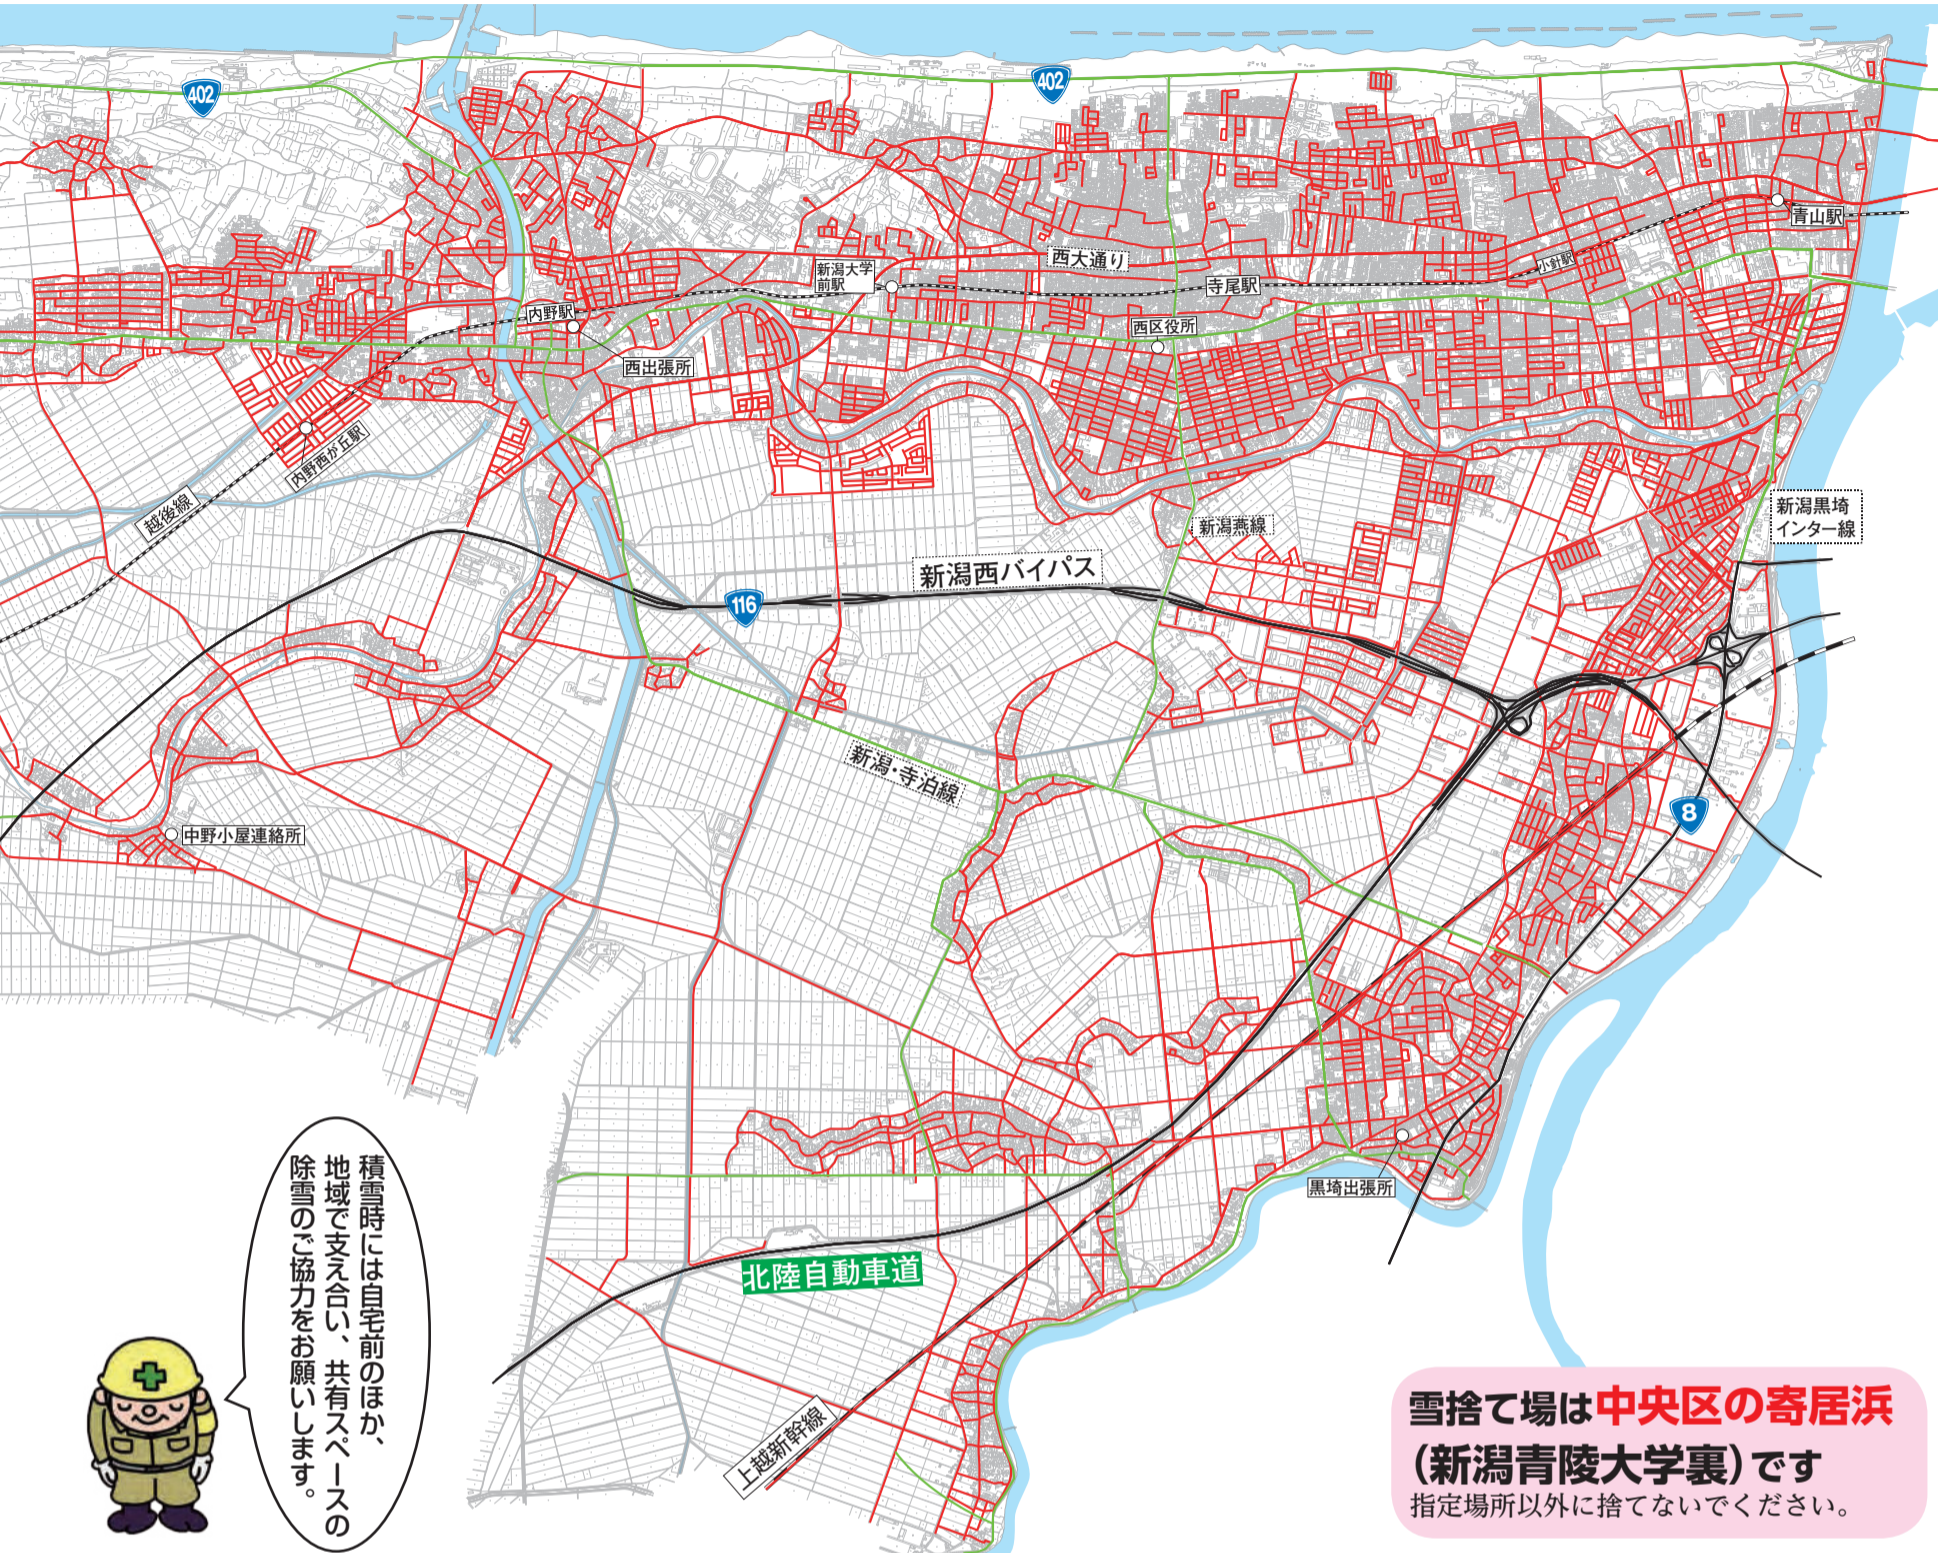 402
402
青山駅
小針駅
西大通り
新潟大学
前駅
寺尾駅
内野駅
西区役所
西出張所
内野西が丘駅
越後線
新潟黒埼
インター線
新潟燕線
新潟西バイパス
116
新潟・寺泊線
8
中野小屋連絡所
黒埼出張所
北陸自動車道
上越新幹線
積雪時には自宅前のほか、
地域で支え合い、共有スペースの
除雪のご協力をお願いします。
雪捨て場は中央区の寄居浜
（新潟青陵大学裏）です
指定場所以外に捨てないでください。